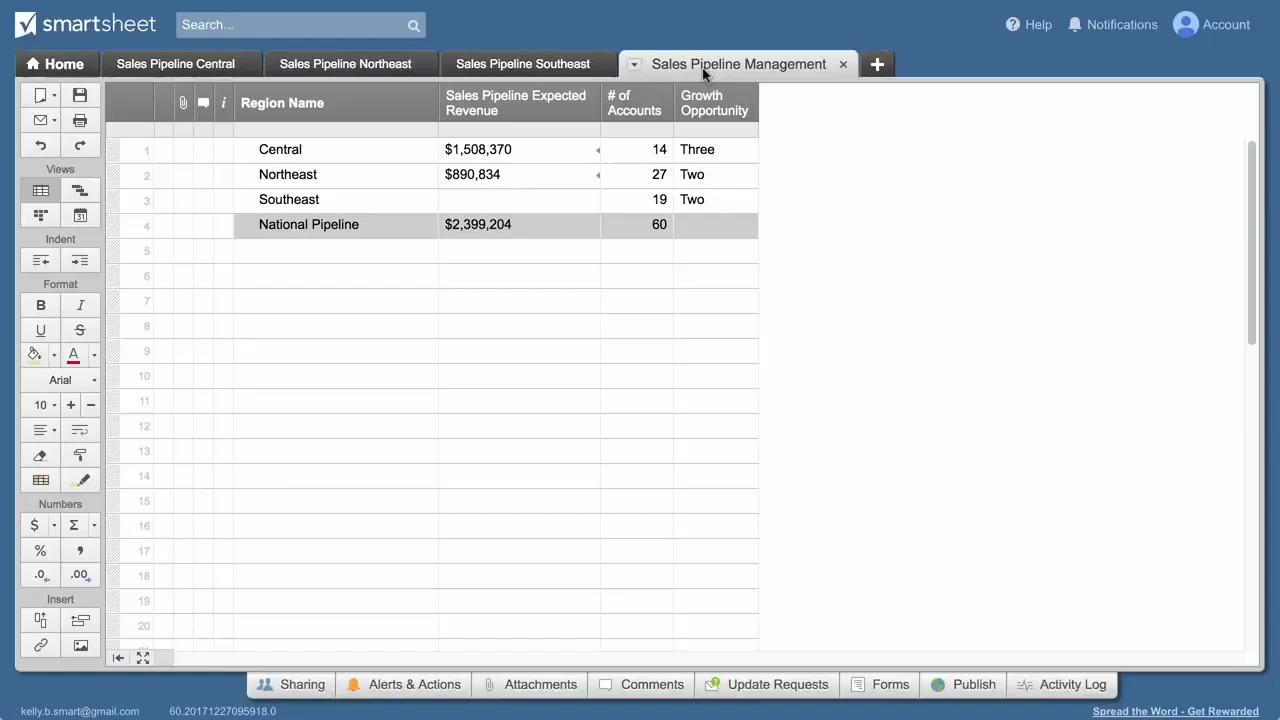 smartsheet
Search...
Help
Notifications
Account
Home
Sales Pipeline Central
Sales Pipeline Northeast
Sales Pipeline Southeast
Sales Pipeline Management
Region Name
Sales Pipeline Expected
Revenue
# of
Accounts
Growth
Opportunity
1 Central $1,508,370 14 Three
2 Northeast $890,834 27 Two
3 Southeast 19 Two
4 National Pipeline $2,399,204 60
5
6
7
8
9
10
11
12
13
14
15
16
17
18
19
20
Views
31
Indent
Format
B I
U S
A
Arial
10 + −
Numbers
$ Σ
% ,
.0 .00
Insert
Sharing
Alerts & Actions
Attachments
Comments
Update Requests
Forms
Publish
Activity Log
kelly.b.smart@gmail.com
60.20171227095918.0
Spread the Word - Get Rewarded